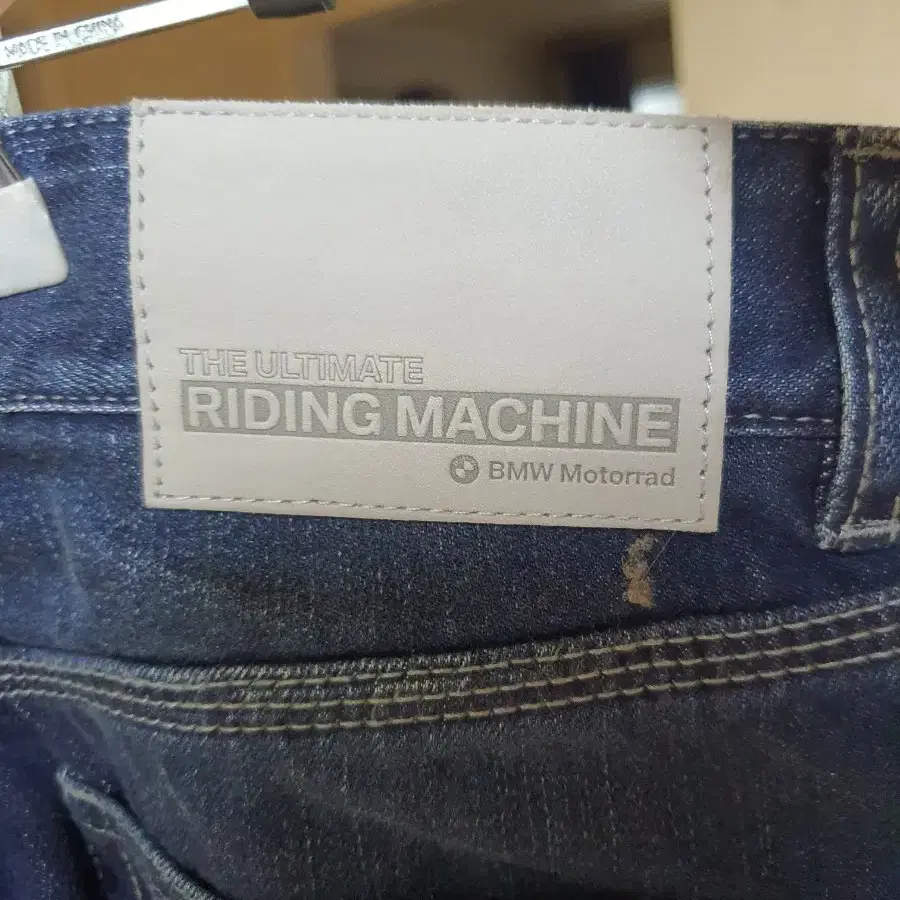 MADE IN CHINA
THE ULTIMATE
RIDING MACHINE
BMW Motorrad